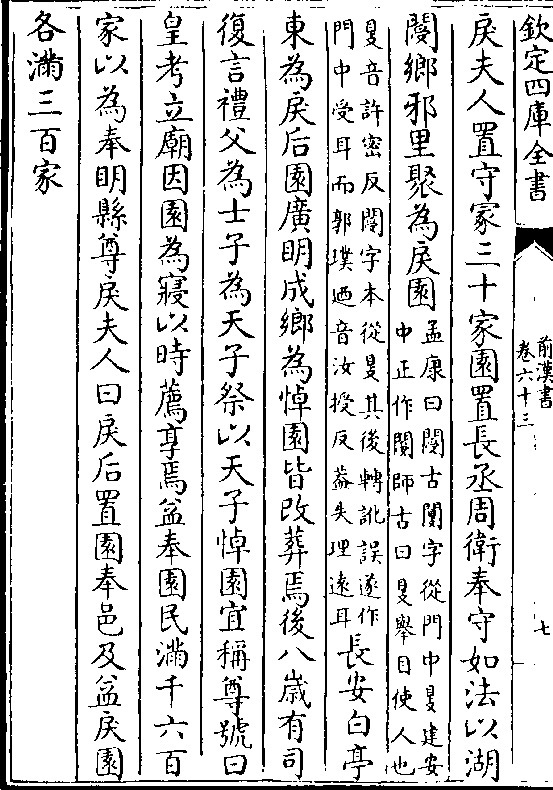 欽定四庫全書
前漢書
卷六十三
七
戾夫人置守冢三十家園置長丞周衛奉守如法以湖
閿鄉邪里聚為戾園
孟康曰閿古閺字從門中𥄎建安
中正作閿師古曰𥄎舉目使人也
𥄎音許密反閿字本從𥄎其後轉訛誤遂作
門中受耳而郭璞迺音汝授反葢失理逺耳
長安白亭
東為戾后園廣明成鄉為悼園皆改葬焉後八嵗有司
復言禮父為士子為天子祭以天子悼園宜稱尊號曰
皇考立廟因園為寢以時薦享焉益奉園民滿千六百
家以為奉明縣尊戾夫人曰戾后置園奉邑及益戾園
各滿三百家